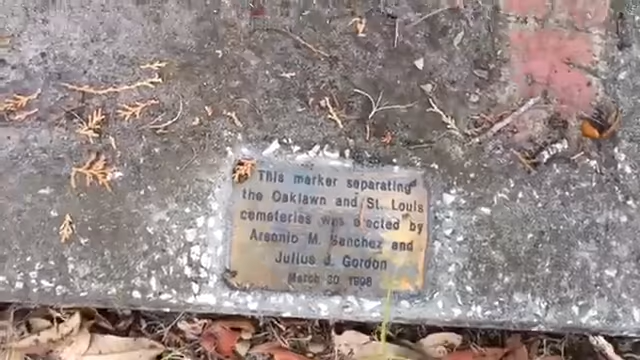 This marker separating
the Oaklawn and St. Louis
cemeteries was erected by
Arsenio M. Sanchez and
Julius J. Gordon
March 30 1998